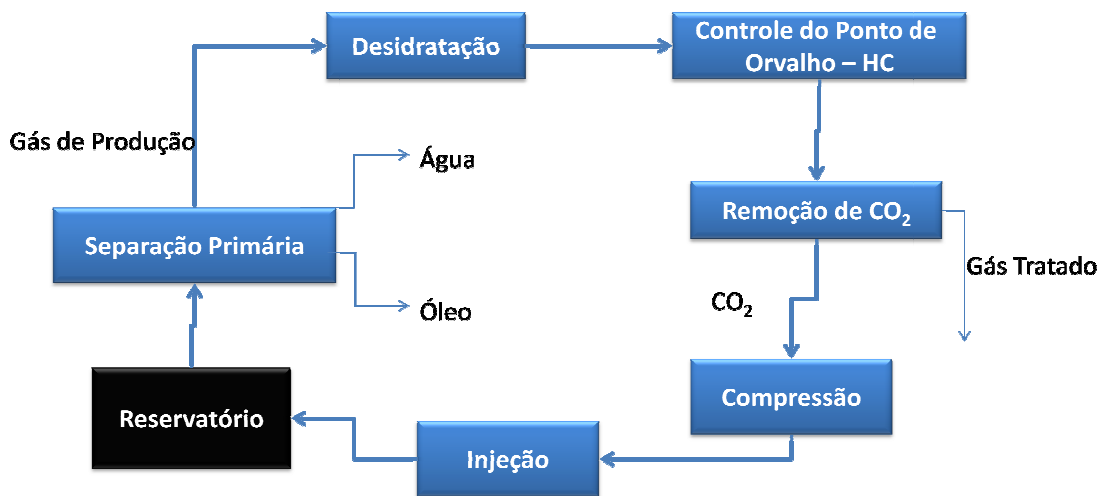 Desidratação
Controle do Ponto de
Orvalho – HC
Gás de Produção
Água
Separação Primária
Remoção de CO₂
Gás Tratado
Óleo
CO₂
Reservatório
Compressão
Injeção